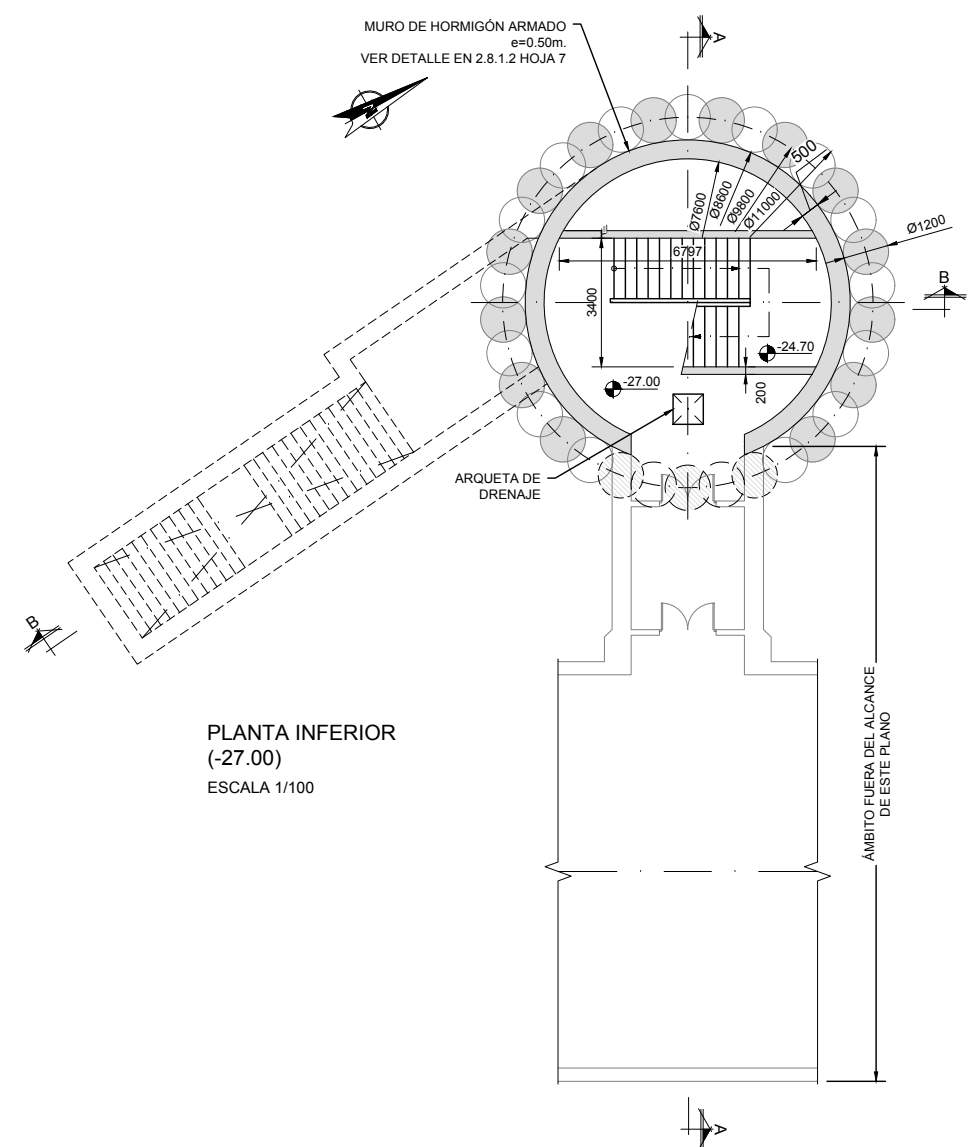 MURO DE HORMIGÓN ARMADO
e=0.50m.
VER DETALLE EN 2.8.1.2 HOJA 7
A
500
Ø7600
Ø8600
Ø9800
Ø11000
Ø1200
6797
3400
B
-24.70
-27.00
200
ARQUETA DE
DRENAJE
B
PLANTA INFERIOR
(-27.00)
ESCALA 1/100
ÁMBITO FUERA DEL ALCANCE
DE ESTE PLANO
A